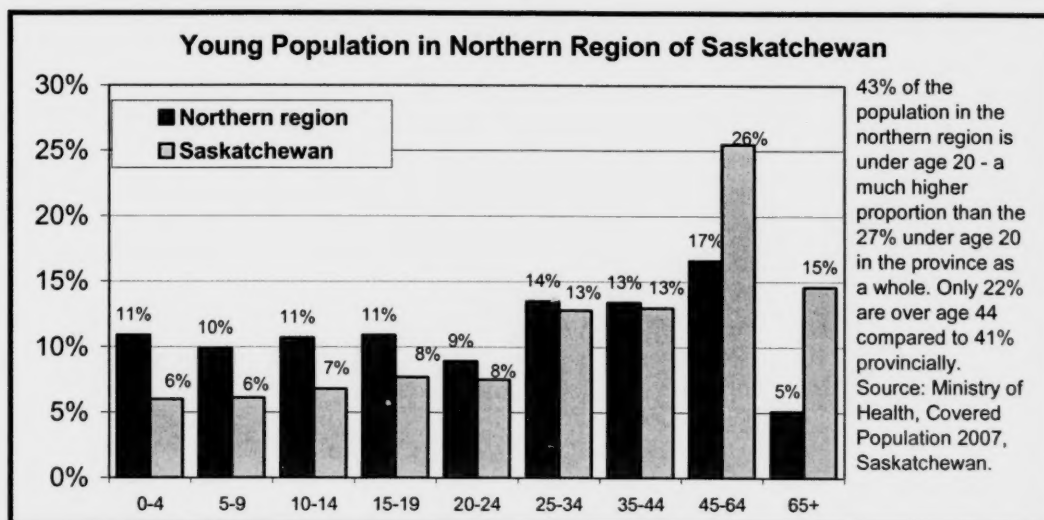 Young Population in Northern Region of Saskatchewan
30%
25%
20%
15%
10%
5%
0%
Northern region
Saskatchewan
11% 6% 10% 6% 11% 7% 11% 8% 9% 8% 14% 13% 13% 13% 17% 26% 5% 15%
0-4 5-9 10-14 15-19 20-24 25-34 35-44 45-64 65+
43% of the
population in the
northern region is
under age 20 - a
much higher
proportion than the
27% under age 20
in the province as
a whole. Only 22%
are over age 44
compared to 41%
provincially.
Source: Ministry of
Health, Covered
Population 2007,
Saskatchewan.